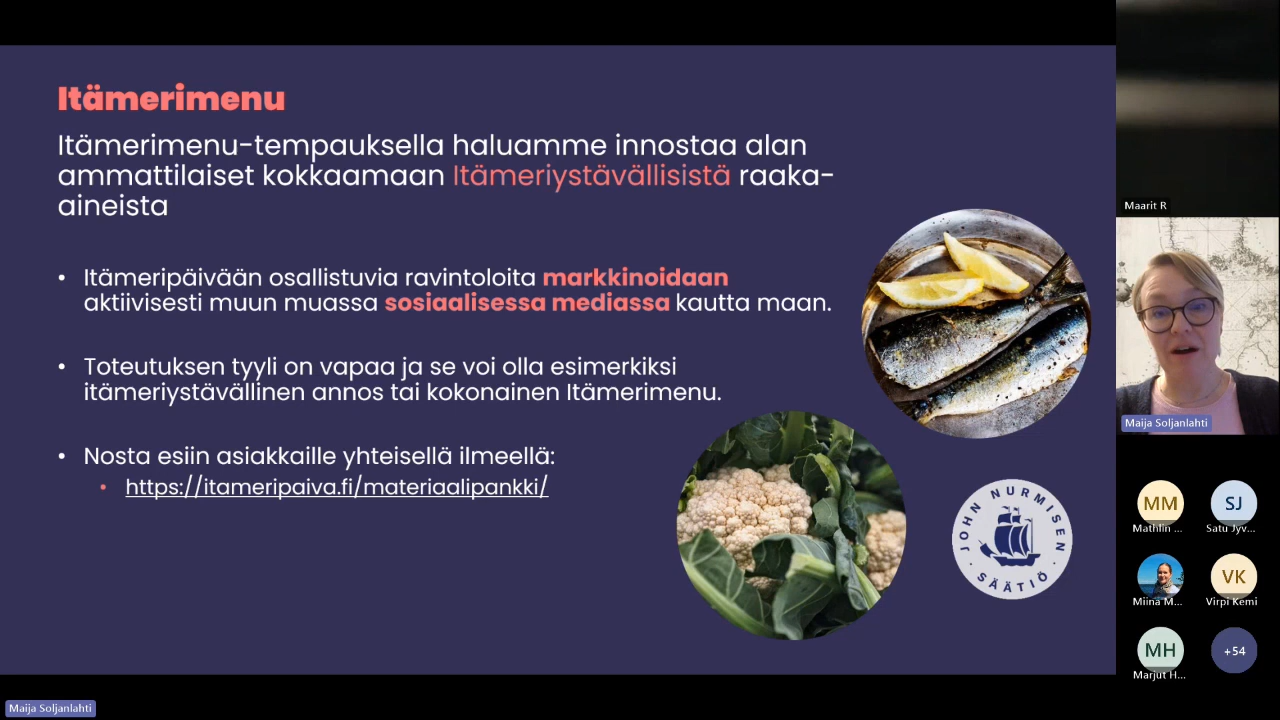 Itämerimenu
Itämerimenu-tempauksella haluamme innostaa alan
ammattilaiset kokkaamaan Itämeriystävällisistä raaka-
aineista
• Itämeripäivään osallistuvia ravintoloita markkinoidaan
aktiivisesti muun muassa sosiaalisessa mediassa kautta maan.
• Toteutuksen tyyli on vapaa ja se voi olla esimerkiksi
itämeriystävällinen annos tai kokonainen Itämerimenu.
• Nosta esiin asiakkaille yhteisellä ilmeellä:
• https://itameripaiva.fi/materiaalipankki/
JOHN NURMISEN
· SÄÄTIÖ ·
Maarit R
Maija Soljanlahti
MM
Mathlin ...
SJ
Satu Jyv...
Miina M...
VK
Virpi Kemi
MH
Marjut H...
+54
Maija Soljanlahti